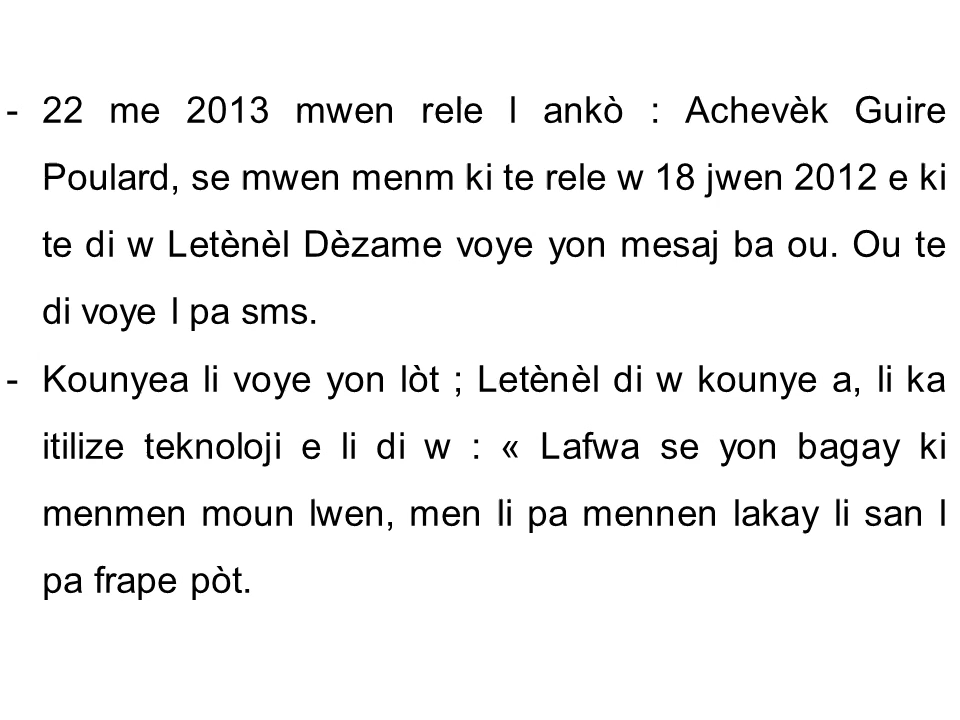 - 22 me 2013 mwen rele l ankò : Achevèk Guire
Poulard, se mwen menm ki te rele w 18 jwen 2012 e ki
te di w Letènèl Dèzame voye yon mesaj ba ou. Ou te
di voye l pa sms.
- Kounyea li voye yon lòt ; Letènèl di w kounye a, li ka
itilize teknoloji e li di w : « Lafwa se yon bagay ki
menmen moun lwen, men li pa mennen lakay li san l
pa frape pòt.